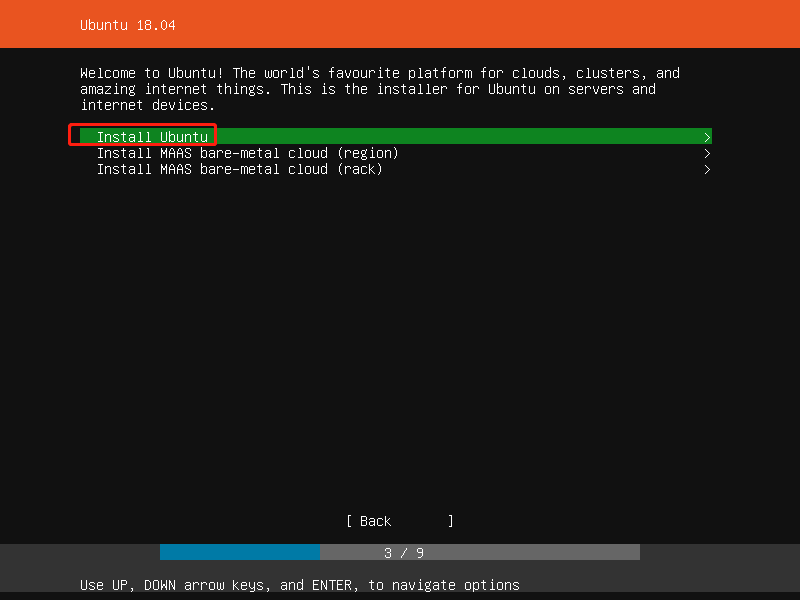 Ubuntu 18.04
Welcome to Ubuntu! The world's favourite platform for clouds, clusters, and
amazing internet things. This is the installer for Ubuntu on servers and
internet devices.
Install Ubuntu >
Install MAAS bare-metal cloud (region) >
Install MAAS bare-metal cloud (rack) >
[ Back ]
3 / 9
Use UP, DOWN arrow keys, and ENTER, to navigate options